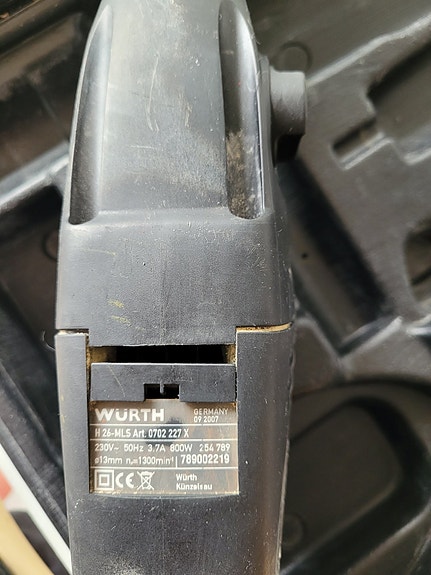 WÜRTH GERMANY
09 2007
H 26-MLS Art. 0702 227 X
230V~ 50Hz 3.7A 800W 254 789
ø13mm n₀=1300min⁻¹ 789002219
CE Würth
Künzelsau